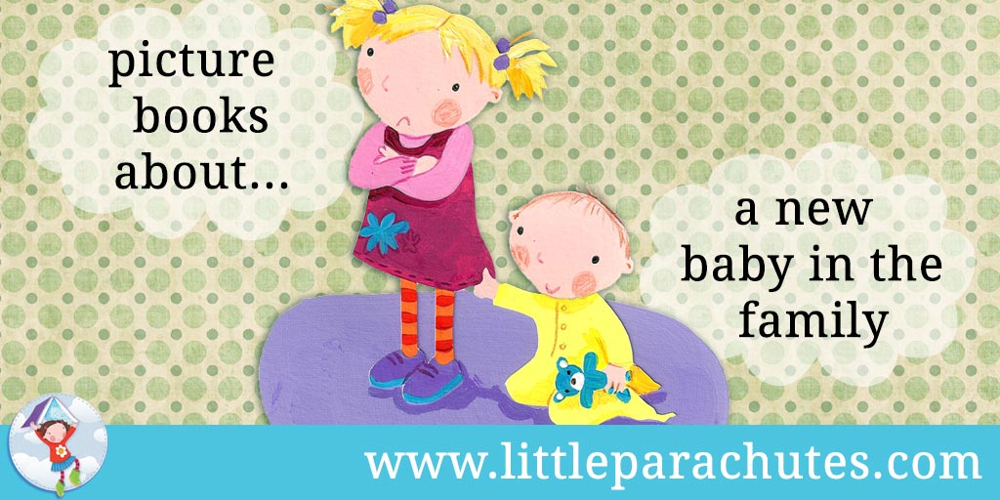 picture
books
about...
a new
baby in the
family
www.littleparachutes.com